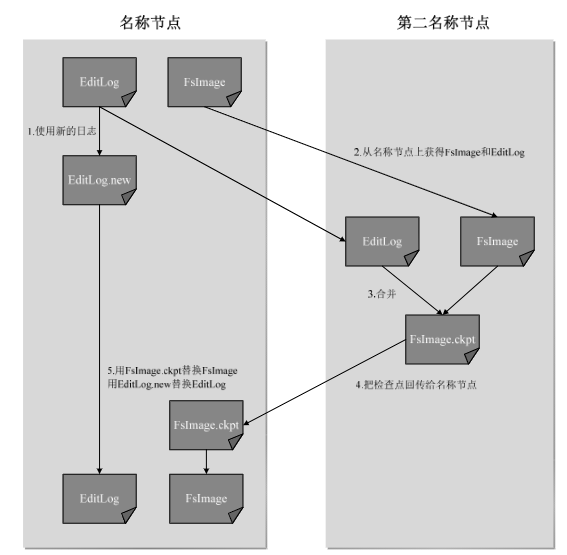 名称节点
第二名称节点
EditLog
FsImage
1.使用新的日志
2.从名称节点上获得FsImage和EditLog
EditLog.new
EditLog
FsImage
3.合并
FsImage.ckpt
5.用FsImage.ckpt替换FsImage
用EditLog.new替换EditLog
4.把检查点回传给名称节点
FsImage.ckpt
EditLog
FsImage